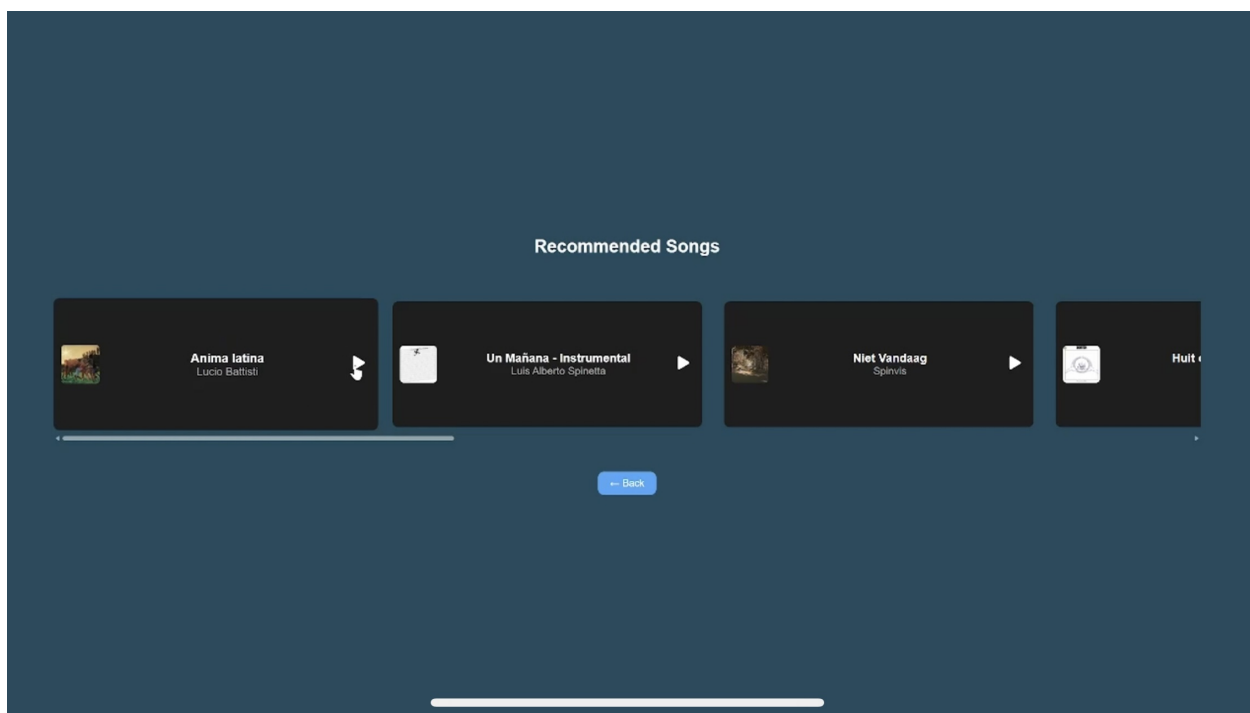 Recommended Songs
Anima latina
Lucio Battisti
Un Mañana - Instrumental
Luis Alberto Spinetta
Niet Vandaag
Spinvis
← Back